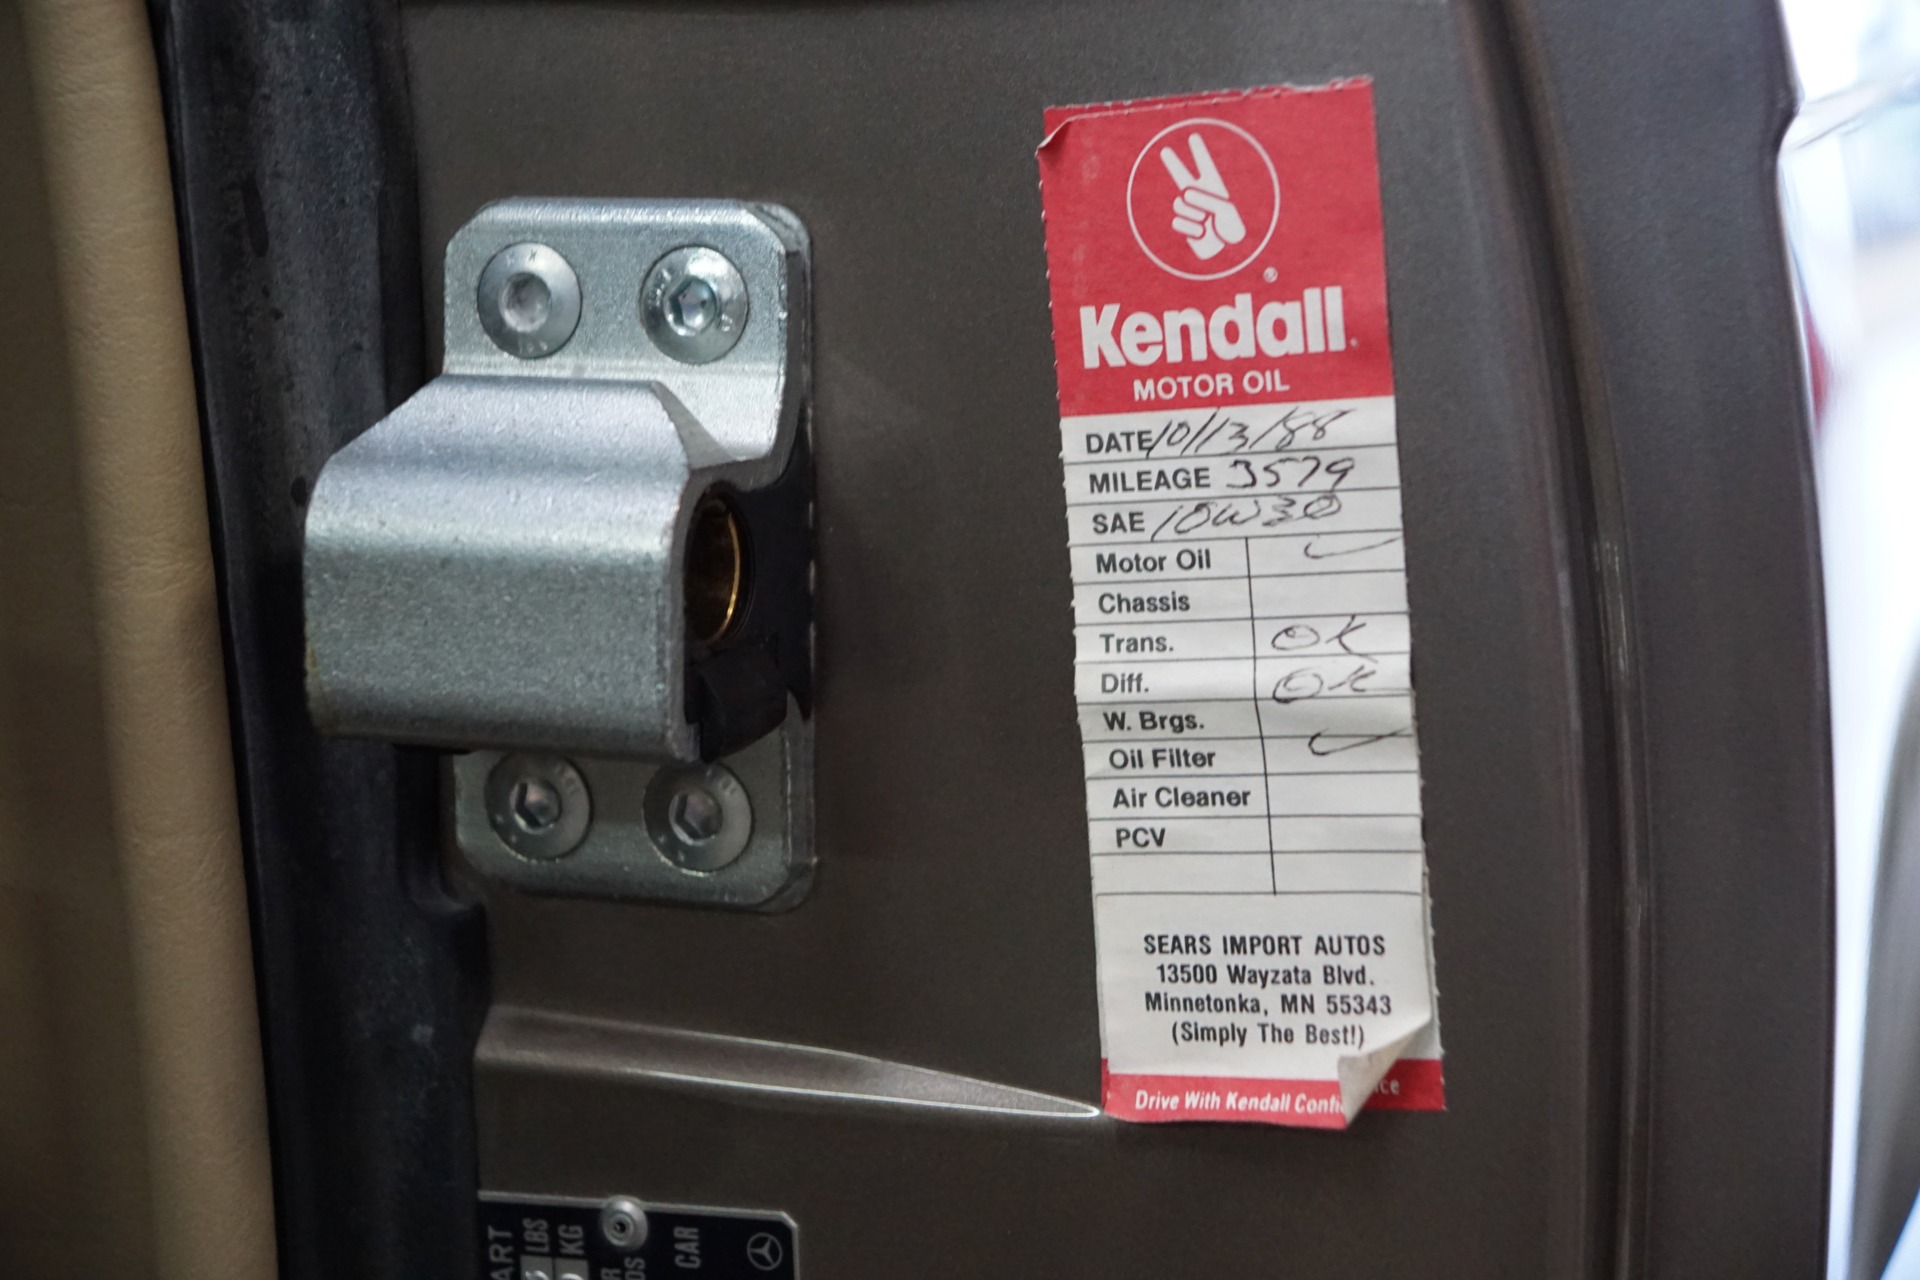 ®
Kendall
MOTOR OIL
DATE 10/13/88
MILEAGE 3579
SAE 10W30
Motor Oil ✓
Chassis
Trans. OK
Diff. OK
W. Brgs.
Oil Filter ✓
Air Cleaner
PCV
SEARS IMPORT AUTOS
13500 Wayzata Blvd.
Minnetonka, MN 55343
(Simply The Best!)
Drive With Kendall
LBS
KG
CAR